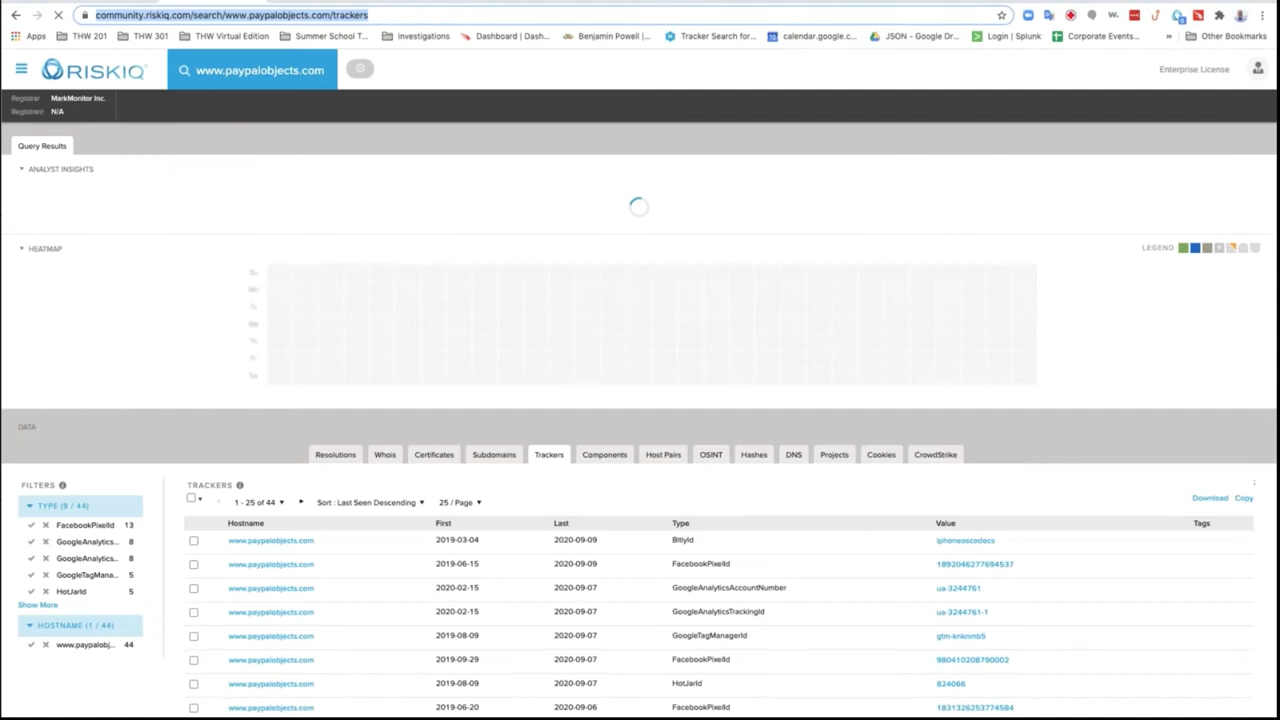 community.riskiq.com/search/www.paypalobjects.com/trackers
Apps THW 201 THW 301 THW Virtual Edition Summer School T... investigations Dashboard | Dash... Benjamin Powell |... Tracker Search for... calendar.google.c... JSON - Google Dr... Login | Splunk Corporate Events... » Other Bookmarks
RISKIQ www.paypalobjects.com Enterprise License
Registrar MarkMonitor Inc.
Registrant N/A
Query Results
ANALYST INSIGHTS
HEATMAP LEGEND
DATA
Resolutions Whois Certificates Subdomains Trackers Components Host Pairs OSINT Hashes DNS Projects Cookies CrowdStrike
FILTERS TRACKERS
1 - 25 of 44 Sort : Last Seen Descending 25 / Page Download Copy
TYPE (9 / 44)
Hostname First Last Type Value Tags
FacebookPixelId 13
GoogleAnalytics... 8
GoogleAnalytics... 8
GoogleTagMana... 5
HotJarId 5
Show More
HOSTNAME (1 / 44)
www.paypalobj... 44
www.paypalobjects.com 2019-03-04 2020-09-09 BitlyId iphoneoscodecs
www.paypalobjects.com 2019-06-15 2020-09-09 FacebookPixelId 1892046277694537
www.paypalobjects.com 2020-02-15 2020-09-07 GoogleAnalyticsAccountNumber ua-3244761
www.paypalobjects.com 2020-02-15 2020-09-07 GoogleAnalyticsTrackingId ua-3244761-1
www.paypalobjects.com 2019-08-09 2020-09-07 GoogleTagManagerId gtm-knknmb5
www.paypalobjects.com 2019-09-29 2020-09-07 FacebookPixelId 980410208790002
www.paypalobjects.com 2019-08-09 2020-09-07 HotJarId 824066
www.paypalobjects.com 2019-06-20 2020-09-06 FacebookPixelId 1831326253774584